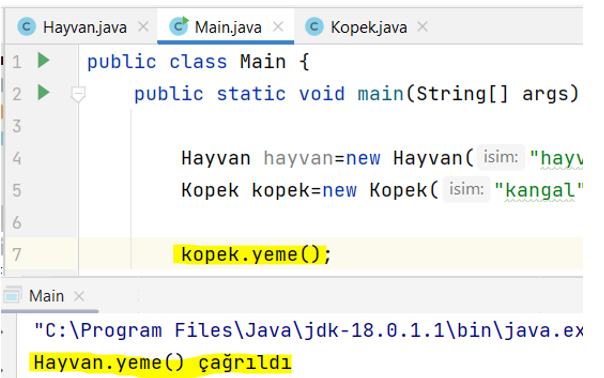 Hayvan.java Main.java Kopek.java
1 public class Main {
2 public static void main(String[] args)
3
4 Hayvan hayvan=new Hayvan( isim: "hayv
5 Kopek kopek=new Kopek( isim: "kangal"
6
7 kopek.yeme();
Main
"C:\Program Files\Java\jdk-18.0.1.1\bin\java.ex
Hayvan.yeme() çağrıldı